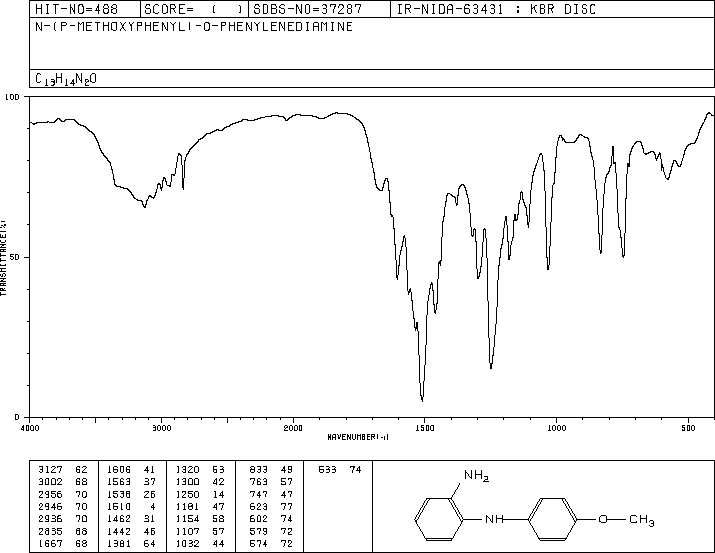 HIT-NO=488 SCORE= ( ) SDBS-NO=37287 IR-NIDA-63431 : KBR DISC
N-(P-METHOXYPHENYL)-O-PHENYLENEDIAMINE
C13H14N2O
100
50
0
TRANSMITTANCE(%)
4000 3000 2000 1500 1000 500
WAVENUMBER(-1)
3127 62 1606 41 1320 53 833 49 533 74
3002 68 1563 37 1300 42 763 57
2956 70 1538 26 1250 14 747 47
2946 70 1510 4 1181 47 623 77
2936 70 1462 31 1154 58 602 74
2835 68 1442 46 1107 57 579 72
1667 68 1381 64 1032 44 574 72
NH2
NH
O
CH3